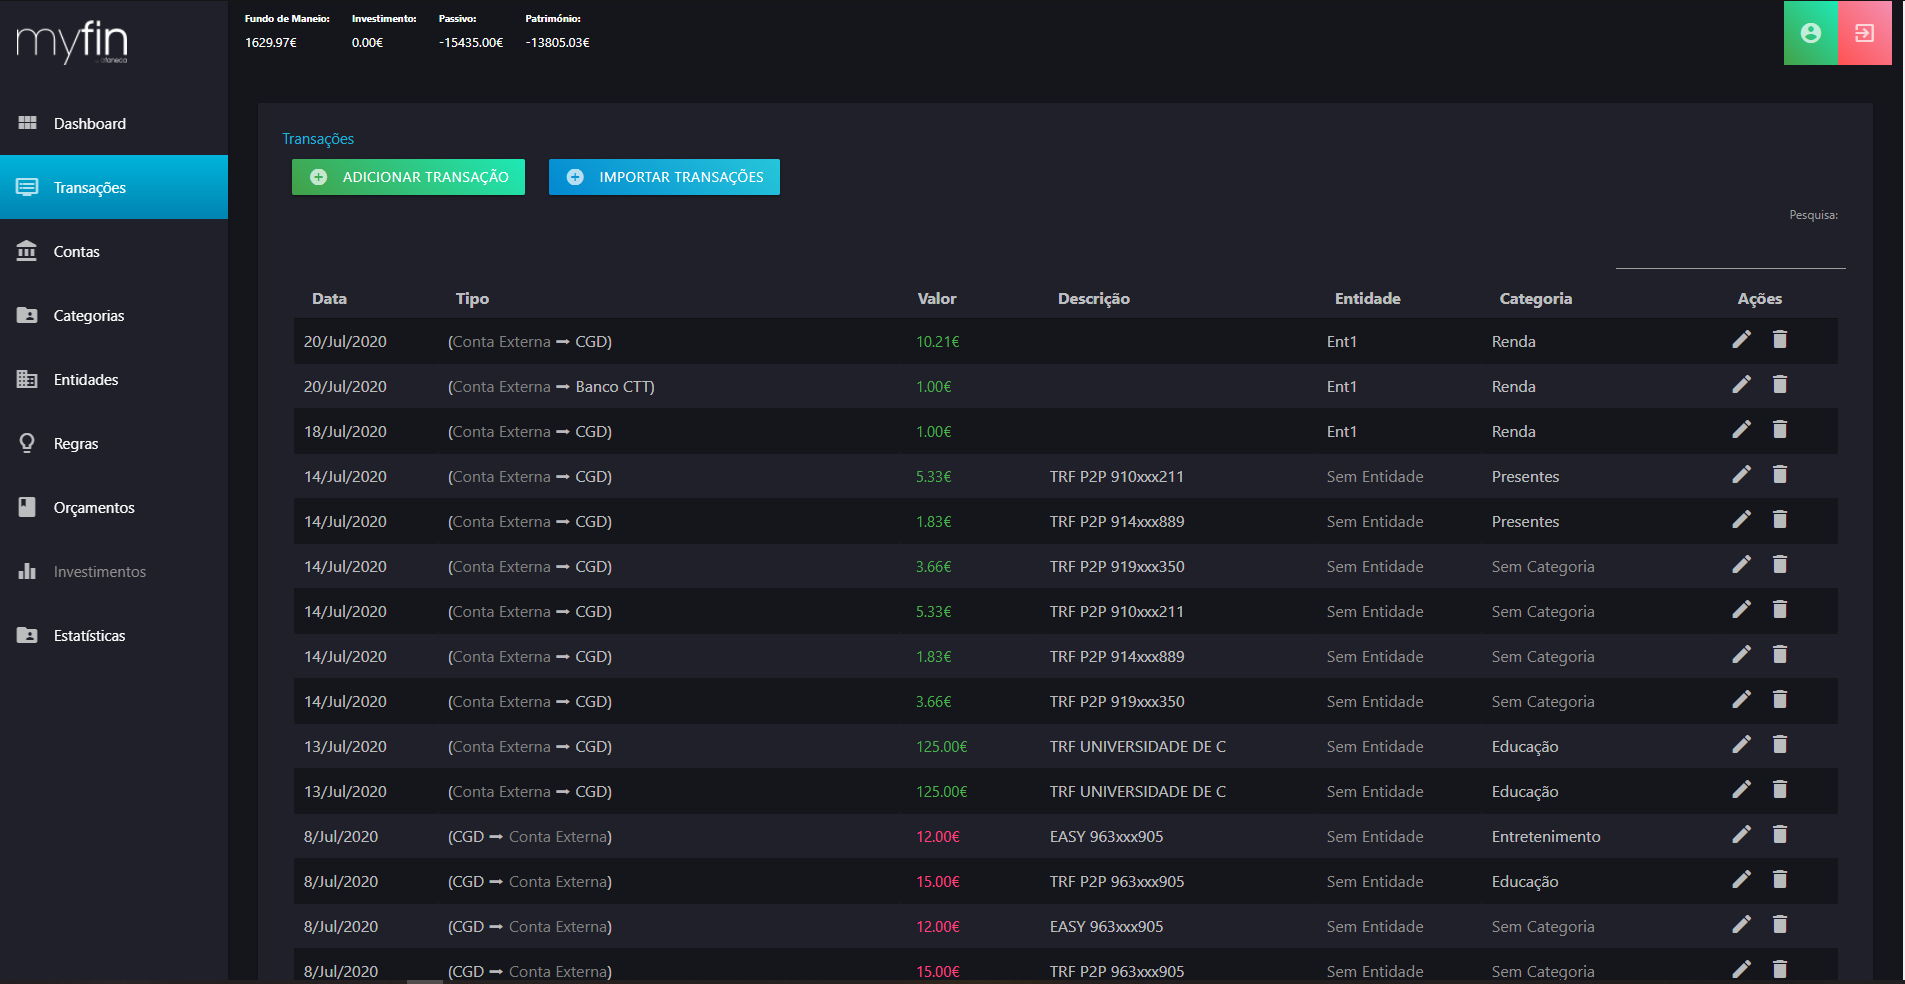 myfin
Fundo de Maneio: Investimento: Passivo: Património:
1629.97€ 0.00€ -15435.00€ -13805.03€
Dashboard
Transações
Contas
Categorias
Entidades
Regras
Orçamentos
Investimentos
Estatísticas
Transações
ADICIONAR TRANSAÇÃO IMPORTAR TRANSAÇÕES
Pesquisa:
Data Tipo Valor Descrição Entidade Categoria Ações
20/Jul/2020 (Conta Externa ➞ CGD) 10.21€ Ent1 Renda
20/Jul/2020 (Conta Externa ➞ Banco CTT) 1.00€ Ent1 Renda
18/Jul/2020 (Conta Externa ➞ CGD) 1.00€ Ent1 Renda
14/Jul/2020 (Conta Externa ➞ CGD) 5.33€ TRF P2P 910xxx211 Sem Entidade Presentes
14/Jul/2020 (Conta Externa ➞ CGD) 1.83€ TRF P2P 914xxx889 Sem Entidade Presentes
14/Jul/2020 (Conta Externa ➞ CGD) 3.66€ TRF P2P 919xxx350 Sem Entidade Sem Categoria
14/Jul/2020 (Conta Externa ➞ CGD) 5.33€ TRF P2P 910xxx211 Sem Entidade Sem Categoria
14/Jul/2020 (Conta Externa ➞ CGD) 1.83€ TRF P2P 914xxx889 Sem Entidade Sem Categoria
14/Jul/2020 (Conta Externa ➞ CGD) 3.66€ TRF P2P 919xxx350 Sem Entidade Sem Categoria
13/Jul/2020 (Conta Externa ➞ CGD) 125.00€ TRF UNIVERSIDADE DE C Sem Entidade Educação
13/Jul/2020 (Conta Externa ➞ CGD) 125.00€ TRF UNIVERSIDADE DE C Sem Entidade Educação
8/Jul/2020 (CGD ➞ Conta Externa) 12.00€ EASY 963xxx905 Sem Entidade Entretenimento
8/Jul/2020 (CGD ➞ Conta Externa) 15.00€ TRF P2P 963xxx905 Sem Entidade Educação
8/Jul/2020 (CGD ➞ Conta Externa) 12.00€ EASY 963xxx905 Sem Entidade Sem Categoria
8/Jul/2020 (CGD ➞ Conta Externa) 15.00€ TRF P2P 963xxx905 Sem Entidade Sem Categoria